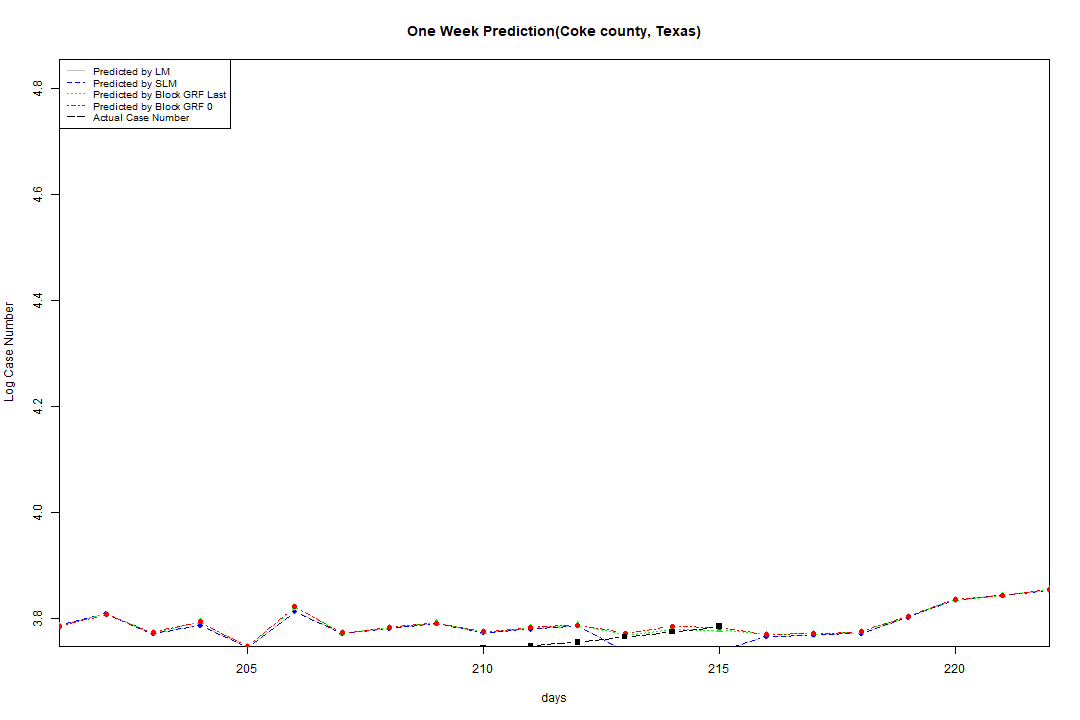 One Week Prediction(Coke county, Texas)
Predicted by LM
Predicted by SLM
Predicted by Block GRF Last
Predicted by Block GRF 0
Actual Case Number
4.8
4.6
4.4
4.2
4.0
3.8
Log Case Number
205 210 215 220
days